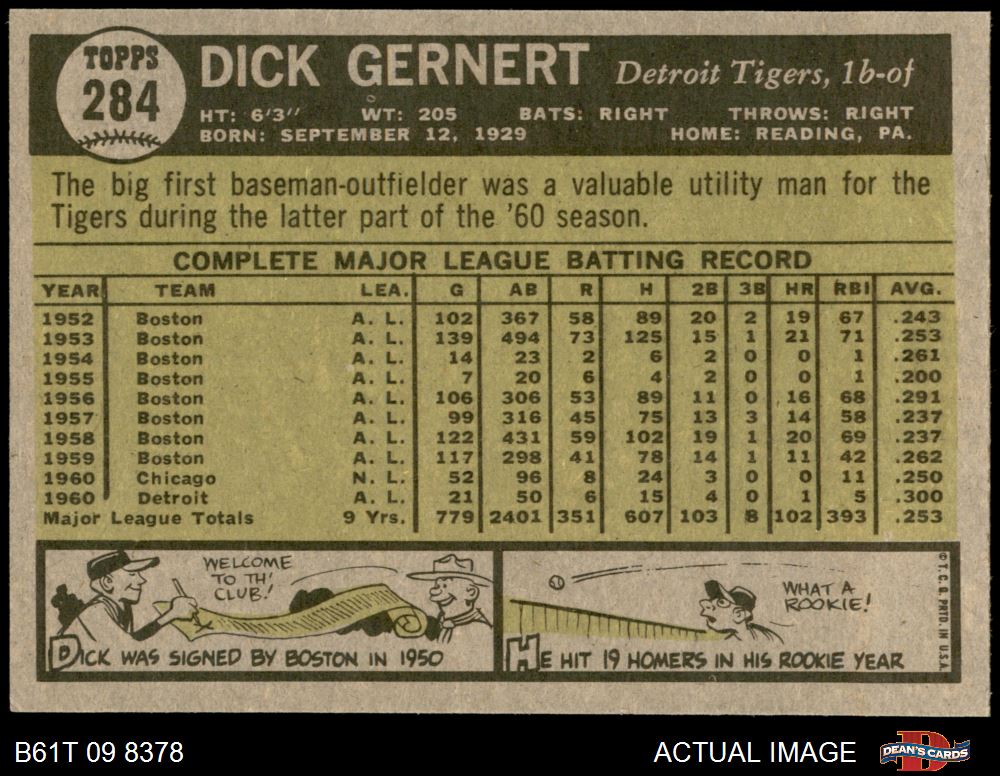 TOPPS
284
DICK GERNERT Detroit Tigers, 1b-of
HT: 6'3" WT: 205 BATS: RIGHT THROWS: RIGHT
BORN: SEPTEMBER 12, 1929 HOME: READING, PA.
The big first baseman-outfielder was a valuable utility man for the
Tigers during the latter part of the '60 season.
COMPLETE MAJOR LEAGUE BATTING RECORD
YEAR TEAM LEA. G AB R H 2B 3B HR RBI AVG.
1952 Boston A. L. 102 367 58 89 20 2 19 67 .243
1953 Boston A. L. 139 494 73 125 15 1 21 71 .253
1954 Boston A. L. 14 23 2 6 2 0 0 1 .261
1955 Boston A. L. 7 20 6 4 2 0 0 1 .200
1956 Boston A. L. 106 306 53 89 11 0 16 68 .291
1957 Boston A. L. 99 316 45 75 13 3 14 58 .237
1958 Boston A. L. 122 431 59 102 19 1 20 69 .237
1959 Boston A. L. 117 298 41 78 14 1 11 42 .262
1960 Chicago N. L. 52 96 8 24 3 0 0 11 .250
1960 Detroit A. L. 21 50 6 15 4 0 1 5 .300
Major League Totals 9 Yrs. 779 2401 351 607 103 8 102 393 .253
WELCOME
TO TH'
CLUB!
DICK WAS SIGNED BY BOSTON IN 1950
WHAT A
ROOKIE!
HE HIT 19 HOMERS IN HIS ROOKIE YEAR
© T. C. G. PRTD. IN U.S.A.
B61T 09 8378 ACTUAL IMAGE DEAN'S CARDS